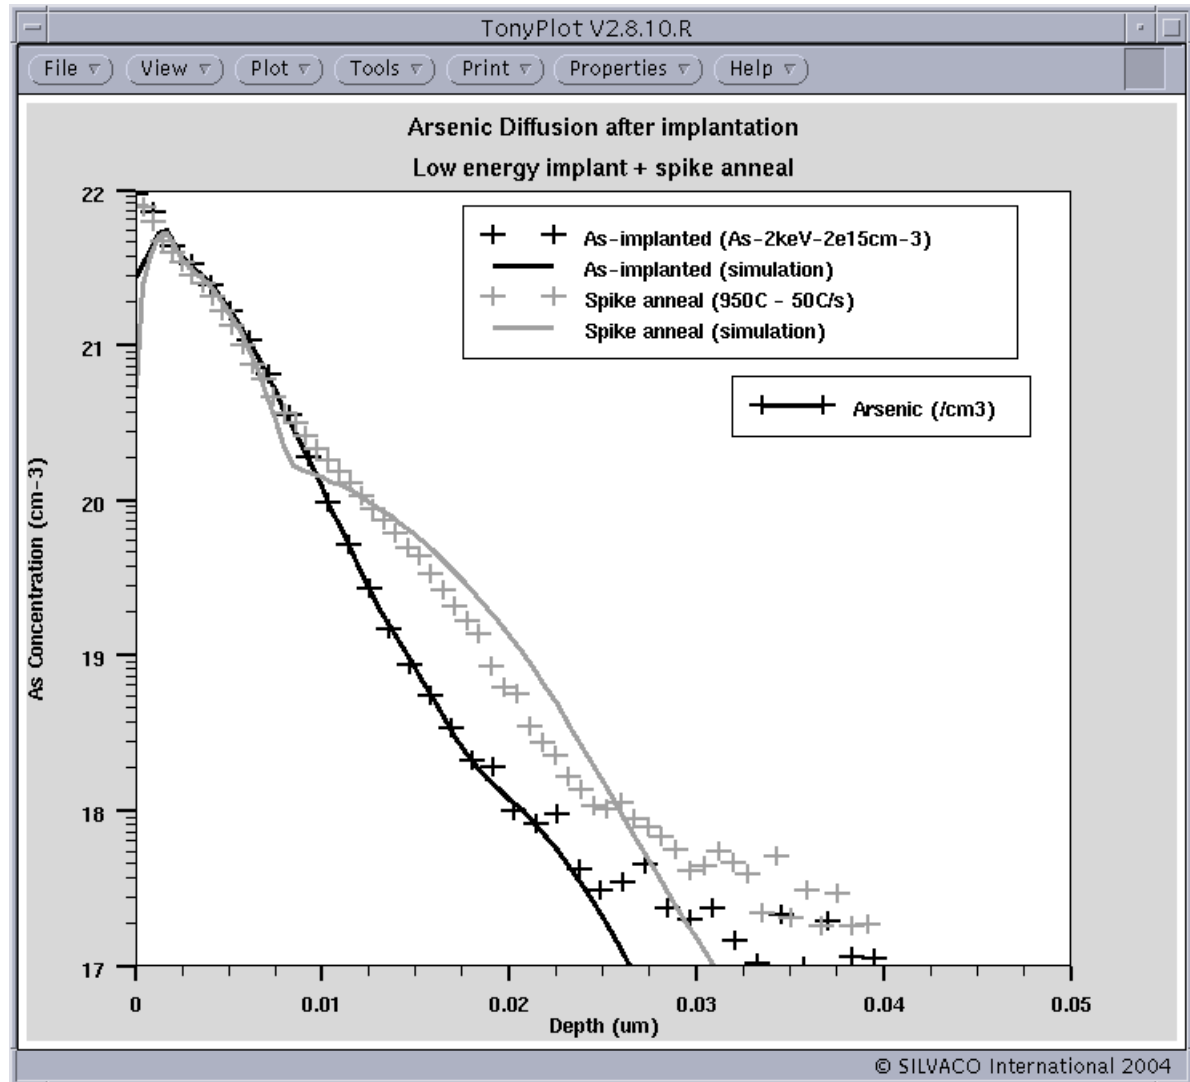 TonyPlot V2.8.10.R
File View Plot Tools Print Properties Help
Arsenic Diffusion after implantation
Low energy implant + spike anneal
22
21
20
19
18
17
As Concentration (cm-3)
As-implanted (As-2keV-2e15cm-3)
As-implanted (simulation)
Spike anneal (950C - 50C/s)
Spike anneal (simulation)
Arsenic (/cm3)
0 0.01 0.02 0.03 0.04 0.05
Depth (um)
© SILVACO International 2004